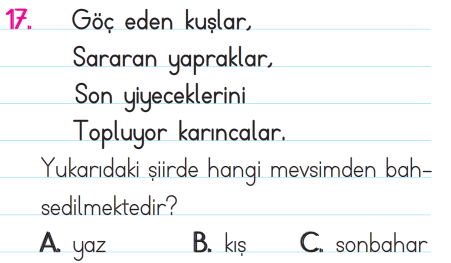 17. Göç eden kuşlar,
Sararan yapraklar,
Son yiyeceklerini
Topluyor karıncalar.
Yukarıdaki şiirde hangi mevsimden bah-
sedilmektedir?
A. yaz B. kış C. sonbahar